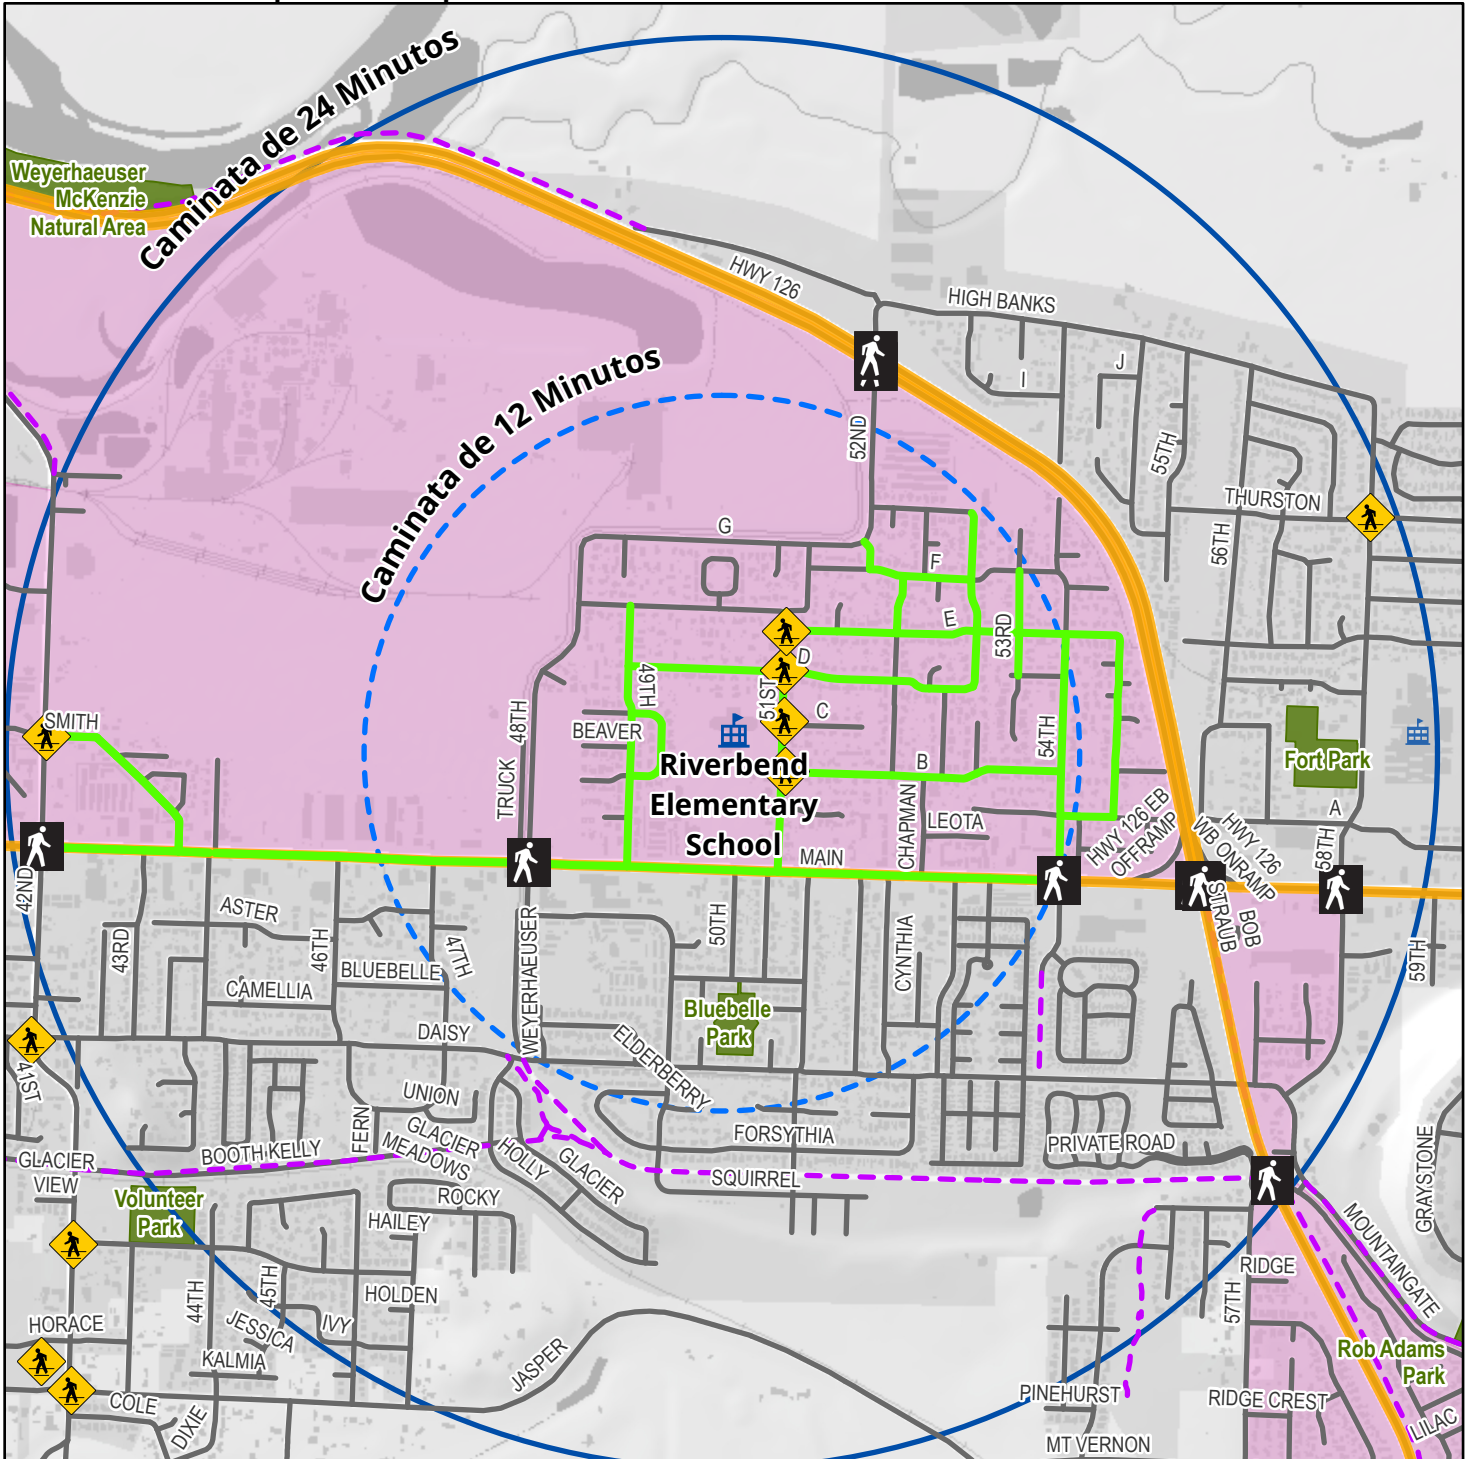 Caminata de 24 Minutos
Weyerhaeuser
McKenzie
Natural Area
HWY 126
HIGH BANKS
J
I
Caminata de 12 Minutos
52ND
55TH
THURSTON
56TH
G
F
E
53RD
D
49TH
51ST
C
SMITH
48TH
BEAVER
54TH
Riverbend
Elementary
School
B
Fort Park
TRUCK
CHAPMAN
LEOTA
A
HWY 126 EB
OFFRAMP
HWY 126
WB ONRAMP
58TH
MAIN
42ND
ASTER
43RD
46TH
47TH
BLUEBELLE
CAMELLIA
WEYERHAEUSER
50TH
CYNTHIA
BOB
STRAUB
59TH
Bluebelle
Park
DAISY
ELDERBERRY
41ST
UNION
FERN
GLACIER
MEADOWS
FORSYTHIA
PRIVATE ROAD
BOOTH KELLY
GLACIER
VIEW
HOLLY
GLACIER
SQUIRREL
GRAYSTONE
Volunteer
Park
ROCKY
HAILEY
MOUNTAINGATE
RIDGE
44TH
45TH
HOLDEN
57TH
HORACE
JESSICA
IVY
KALMIA
JASPER
Rob Adams
Park
PINEHURST
RIDGE CREST
COLE
DIXIE
LILAC
MT VERNON